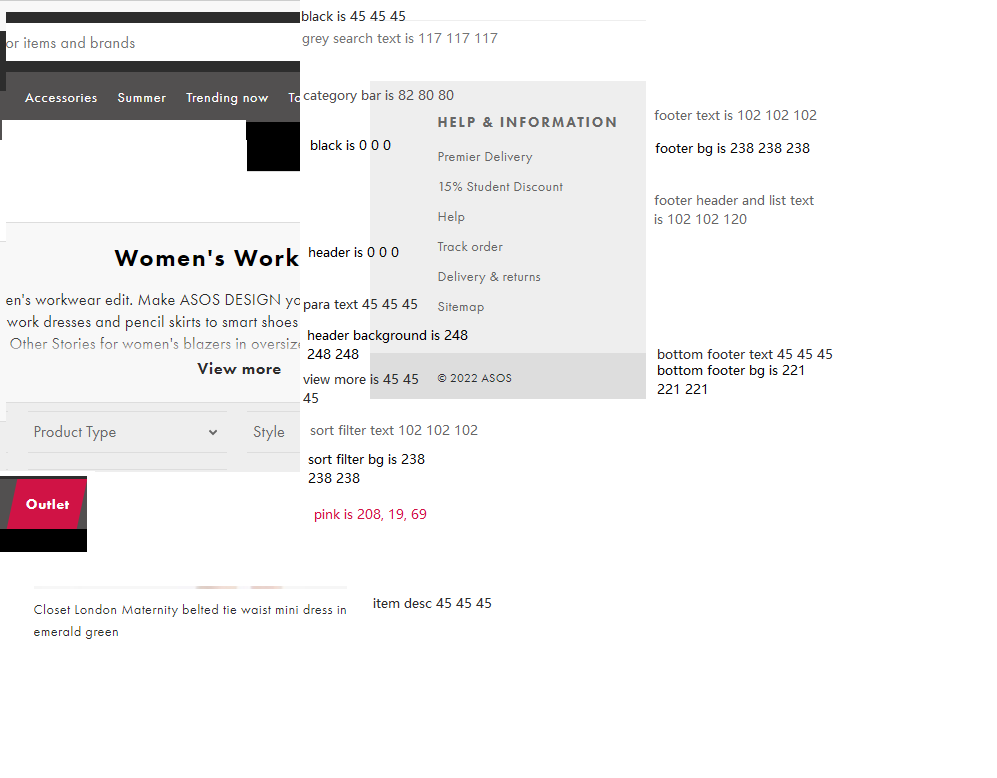 black is 45 45 45
or items and brands
grey search text is 117 117 117
Accessories Summer Trending now To
category bar is 82 80 80
HELP & INFORMATION
footer text is 102 102 102
black is 0 0 0
footer bg is 238 238 238
Premier Delivery
15% Student Discount
footer header and list text
is 102 102 120
Help
Track order
Women's Work
header is 0 0 0
Delivery & returns
en's workwear edit. Make ASOS DESIGN yo
para text 45 45 45
Sitemap
work dresses and pencil skirts to smart shoes
header background is 248
248 248
Other Stories for women's blazers in oversize
bottom footer text 45 45 45
bottom footer bg is 221
221 221
View more
view more is 45 45
45
© 2022 ASOS
Product Type Style
sort filter text 102 102 102
sort filter bg is 238
238 238
Outlet
pink is 208, 19, 69
Closet London Maternity belted tie waist mini dress in
emerald green
item desc 45 45 45